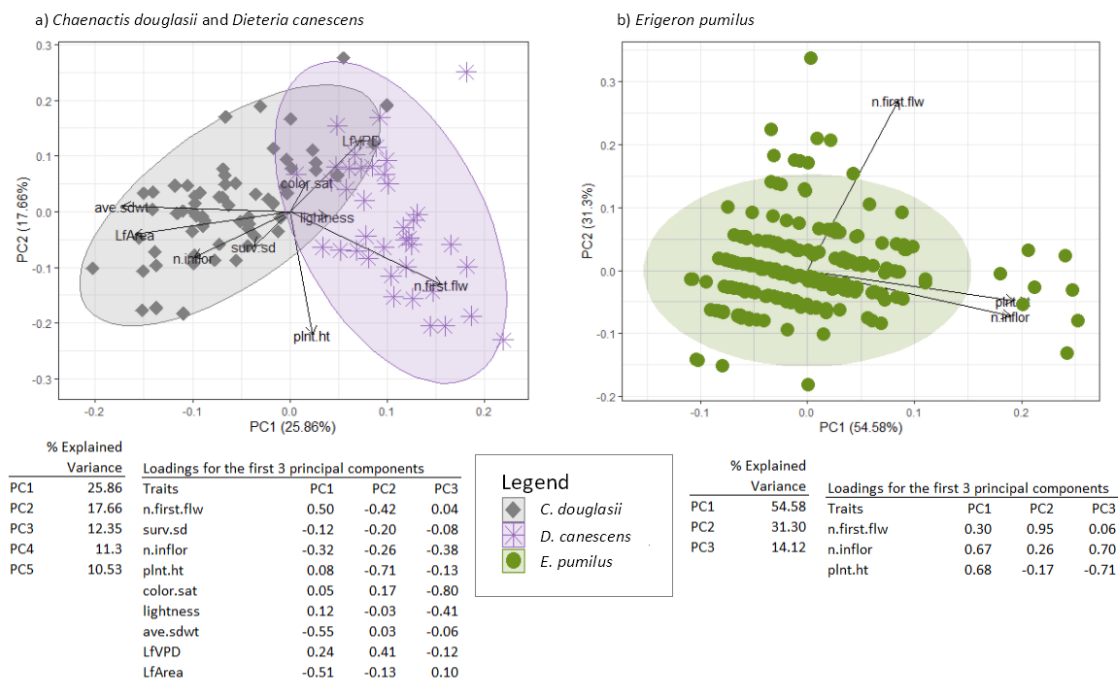 a) Chaenactis douglasii and Dieteria canescens
0.3
0.2
0.1
0.0
-0.1
-0.2
-0.3
PC2 (17.66%)
LfVPD
color.sat
ave.sdwt
lightness
LfArea
surv.sd
n.inflor
n.first.flw
plnt.ht
-0.2
-0.1
0.0
0.1
0.2
PC1 (25.86%)
b) Erigeron pumilus
0.3
0.2
0.1
0.0
-0.1
-0.2
PC2 (31.3%)
n.first.flw
plnt.ht
n.inflor
-0.1
0.0
0.1
0.2
PC1 (54.58%)
% Explained
Variance
PC1 25.86
PC2 17.66
PC3 12.35
PC4 11.3
PC5 10.53
Loadings for the first 3 principal components
Traits PC1 PC2 PC3
n.first.flw 0.50 -0.42 0.04
surv.sd -0.12 -0.20 -0.08
n.inflor -0.32 -0.26 -0.38
plnt.ht 0.08 -0.71 -0.13
color.sat 0.05 0.17 -0.80
lightness 0.12 -0.03 -0.41
ave.sdwt -0.55 0.03 -0.06
LfVPD 0.24 0.41 -0.12
LfArea -0.51 -0.13 0.10
Legend
C. douglasii
D. canescens
E. pumilus
% Explained
Variance
PC1 54.58
PC2 31.30
PC3 14.12
Loadings for the first 3 principal components
Traits PC1 PC2 PC3
n.first.flw 0.30 0.95 0.06
n.inflor 0.67 0.26 0.70
plnt.ht 0.68 -0.17 -0.71